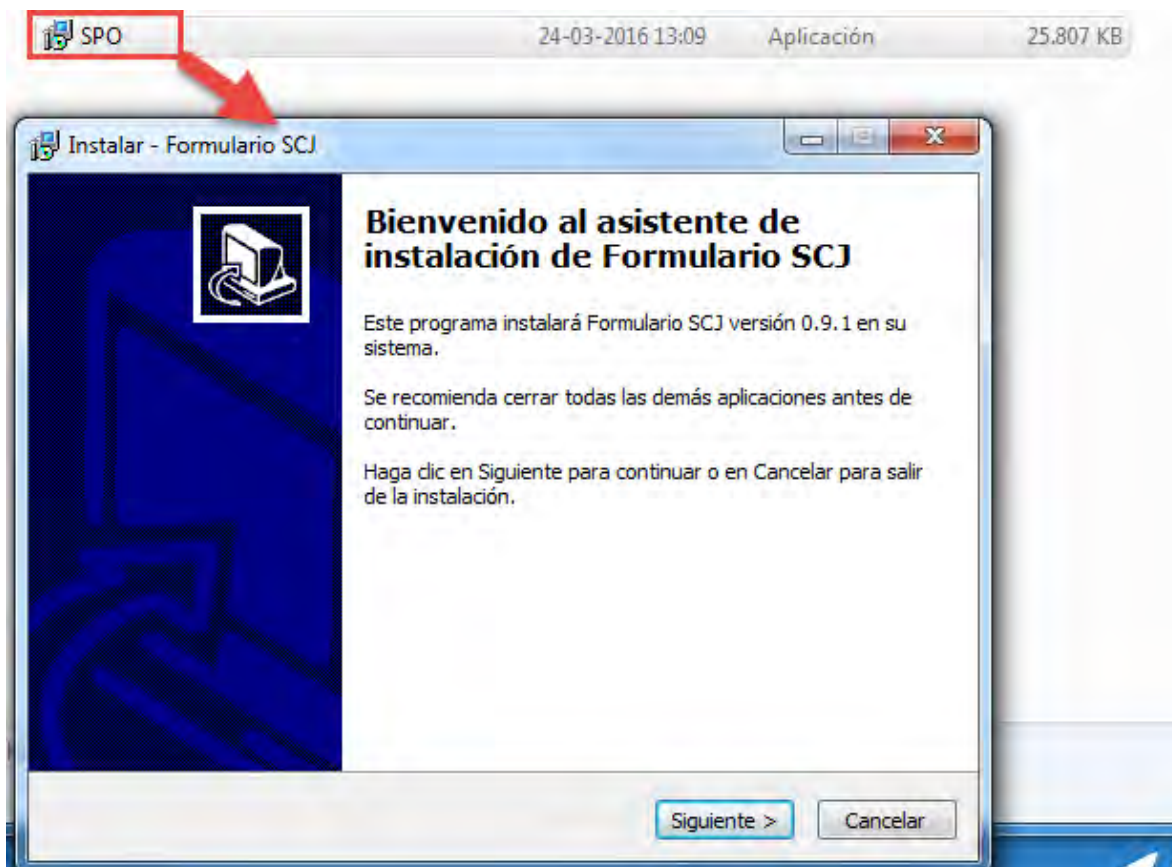 SPO 24-03-2016 13:09 Aplicación 25.807 KB
Instalar - Formulario SCJ
Bienvenido al asistente de
instalación de Formulario SCJ
Este programa instalará Formulario SCJ versión 0.9.1 en su
sistema.
Se recomienda cerrar todas las demás aplicaciones antes de
continuar.
Haga clic en Siguiente para continuar o en Cancelar para salir
de la instalación.
Siguiente > Cancelar